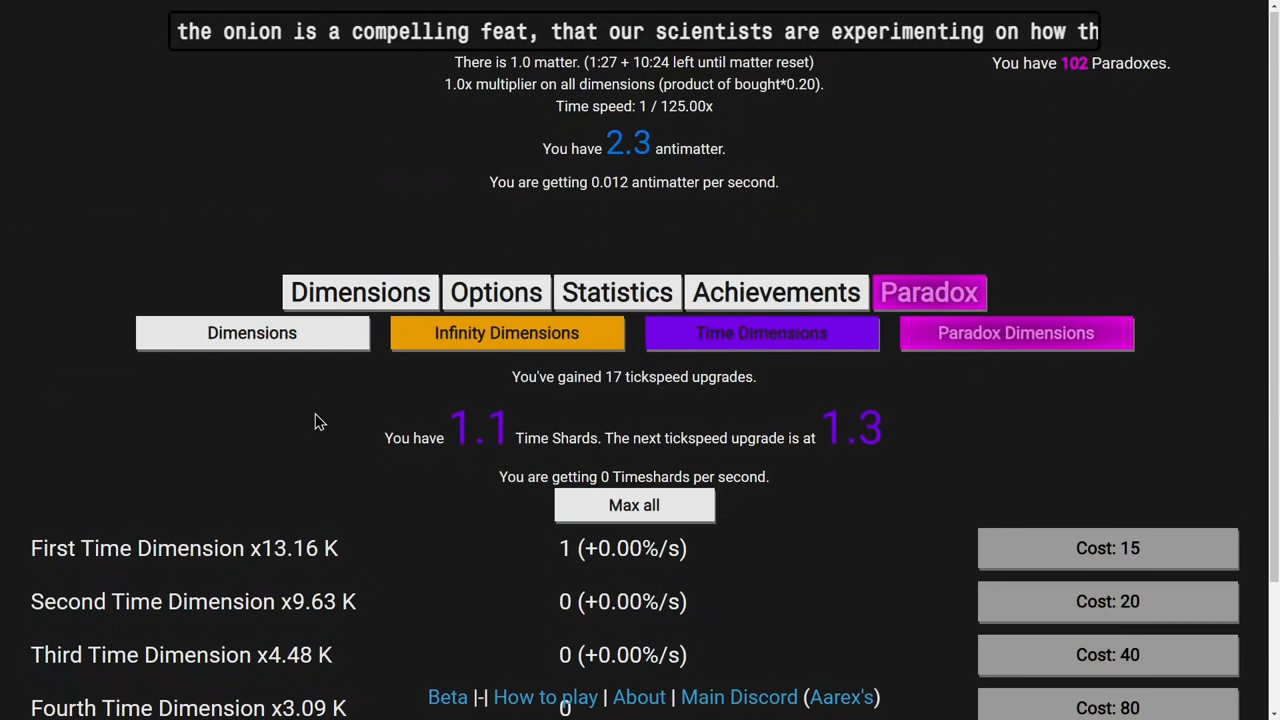 the onion is a compelling feat, that our scientists are experimenting on how th
There is 1.0 matter. (1:27 + 10:24 left until matter reset)
You have 102 Paradoxes.
1.0x multiplier on all dimensions (product of bought*0.20).
Time speed: 1 / 125.00x
You have 2.3 antimatter.
You are getting 0.012 antimatter per second.
Dimensions Options Statistics Achievements Paradox
Dimensions Infinity Dimensions Time Dimensions Paradox Dimensions
You've gained 17 tickspeed upgrades.
You have 1.1 Time Shards. The next tickspeed upgrade is at 1.3
You are getting 0 Timeshards per second.
Max all
First Time Dimension x13.16 K 1 (+0.00%/s) Cost: 15
Second Time Dimension x9.63 K 0 (+0.00%/s) Cost: 20
Third Time Dimension x4.48 K 0 (+0.00%/s) Cost: 40
Beta |-| How to play | About | Main Discord (Aarex's)
Fourth Time Dimension x3.09 K 0 Cost: 80